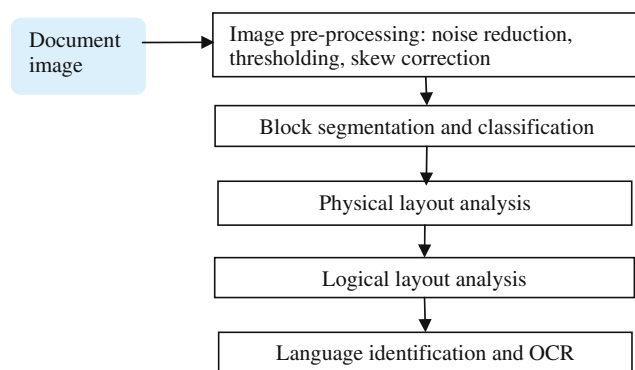 Document
image
Image pre-processing: noise reduction,
thresholding, skew correction
Block segmentation and classification
Physical layout analysis
Logical layout analysis
Language identification and OCR